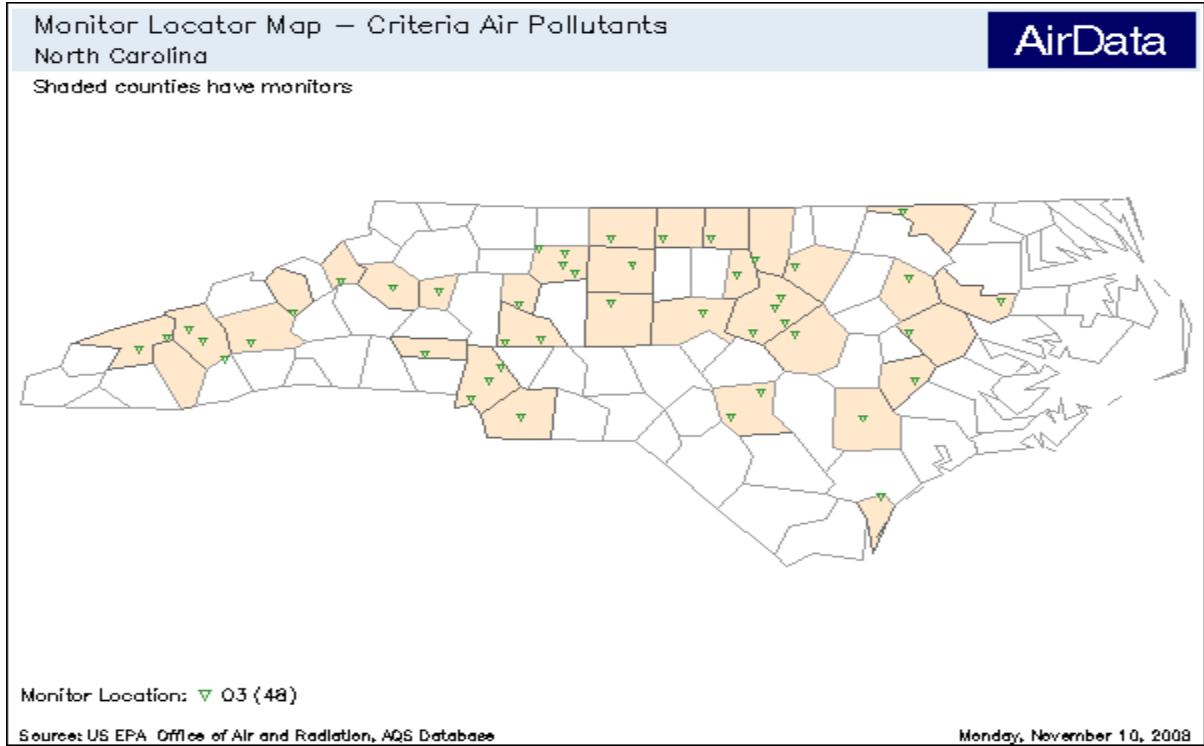 Monitor Locator Map – Criteria Air Pollutants
North Carolina
AirData
Shaded counties have monitors
Monitor Location: ▽ O3 (48)
Source: US EPA Office of Air and Radiation, AQS Database
Monday, November 10, 2008